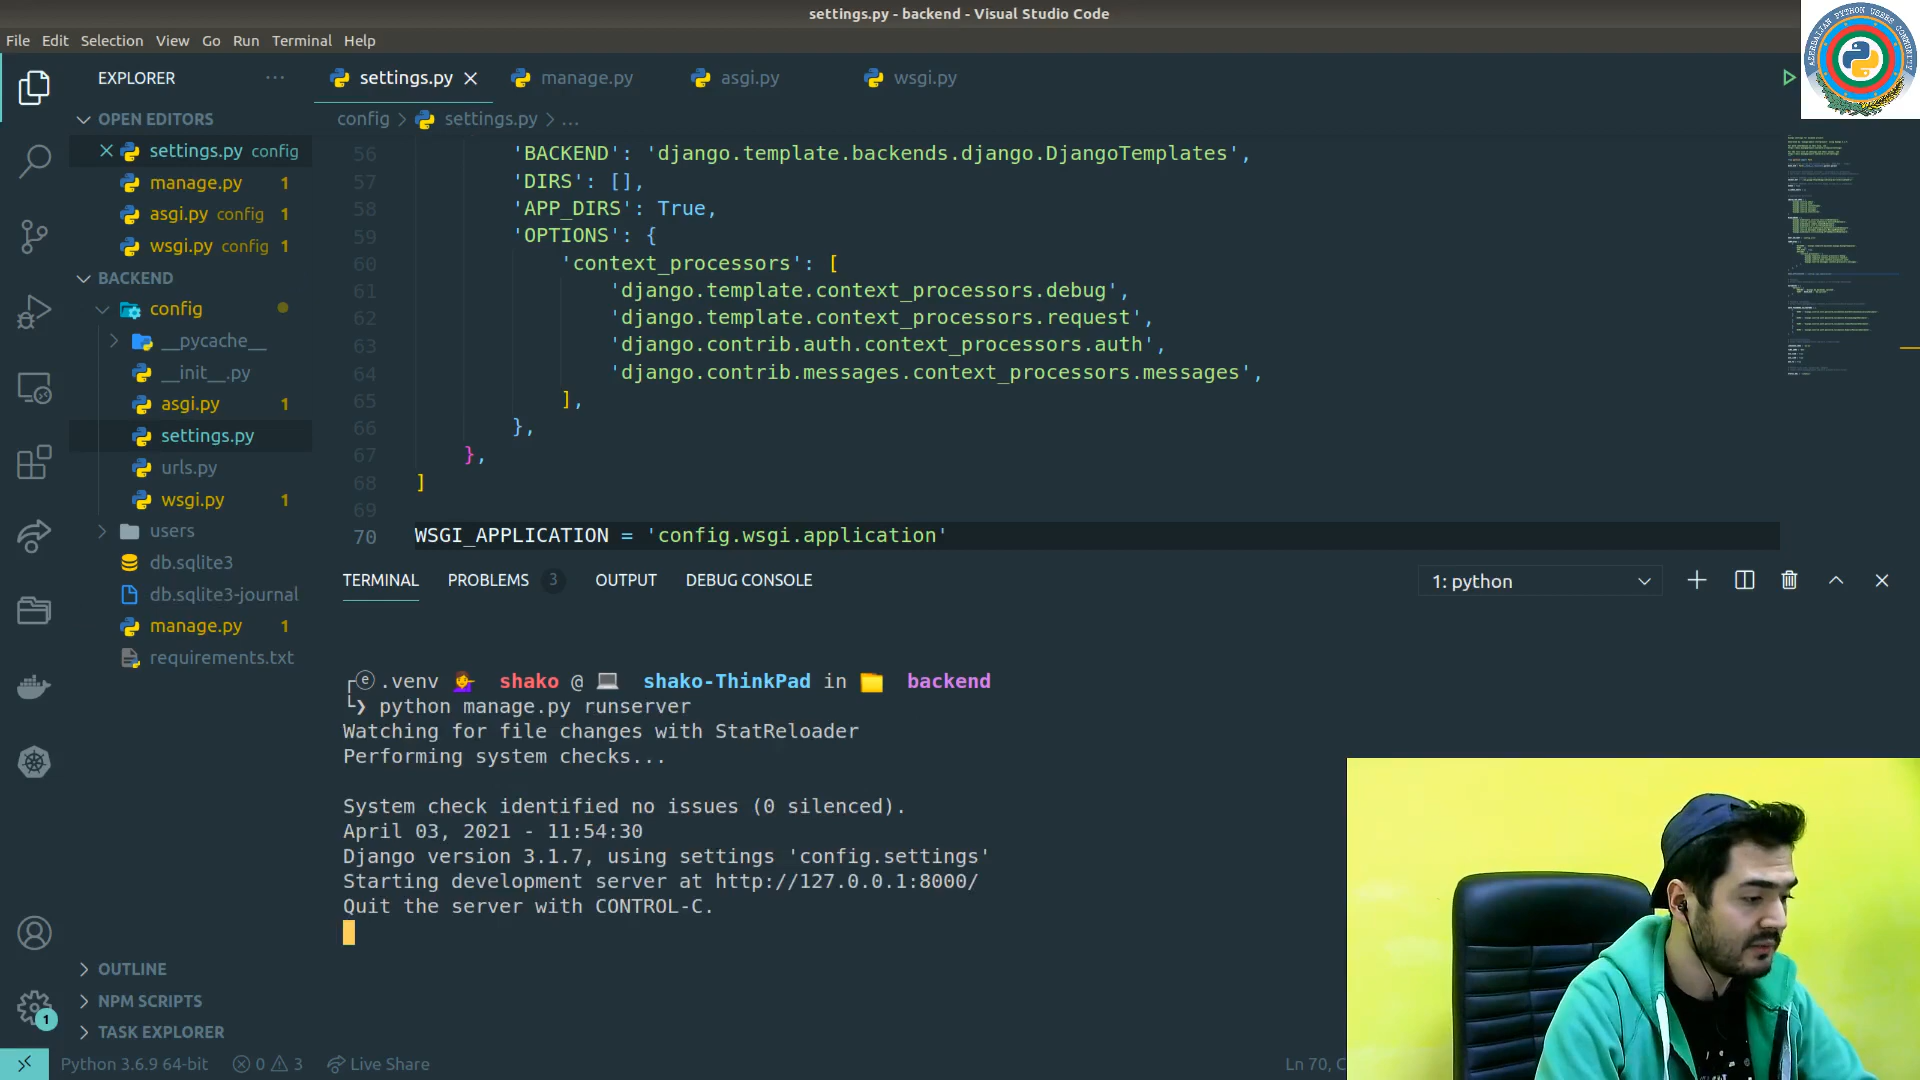 settings.py - backend - Visual Studio Code
File Edit Selection View Go Run Terminal Help
AZERBAIJAN PYTHON USERS COMMUNITY
EXPLORER ...
OPEN EDITORS
settings.py config
manage.py 1
asgi.py config 1
wsgi.py config 1
BACKEND
config
__pycache__
__init__.py
asgi.py 1
settings.py
urls.py
wsgi.py 1
users
db.sqlite3
db.sqlite3-journal
manage.py 1
requirements.txt
OUTLINE
NPM SCRIPTS
TASK EXPLORER
settings.py manage.py asgi.py wsgi.py
config > settings.py > ...
56 'BACKEND': 'django.template.backends.django.DjangoTemplates',
57 'DIRS': [],
58 'APP_DIRS': True,
59 'OPTIONS': {
60 'context_processors': [
61 'django.template.context_processors.debug',
62 'django.template.context_processors.request',
63 'django.contrib.auth.context_processors.auth',
64 'django.contrib.messages.context_processors.messages',
65 ],
66 },
67 },
68 ]
69
70 WSGI_APPLICATION = 'config.wsgi.application'
TERMINAL PROBLEMS 3 OUTPUT DEBUG CONSOLE 1: python
.venv shako @ shako-ThinkPad in backend
python manage.py runserver
Watching for file changes with StatReloader
Performing system checks...
System check identified no issues (0 silenced).
April 03, 2021 - 11:54:30
Django version 3.1.7, using settings 'config.settings'
Starting development server at http://127.0.0.1:8000/
Quit the server with CONTROL-C.
1
Python 3.6.9 64-bit 0 3 Live Share Ln 70, C